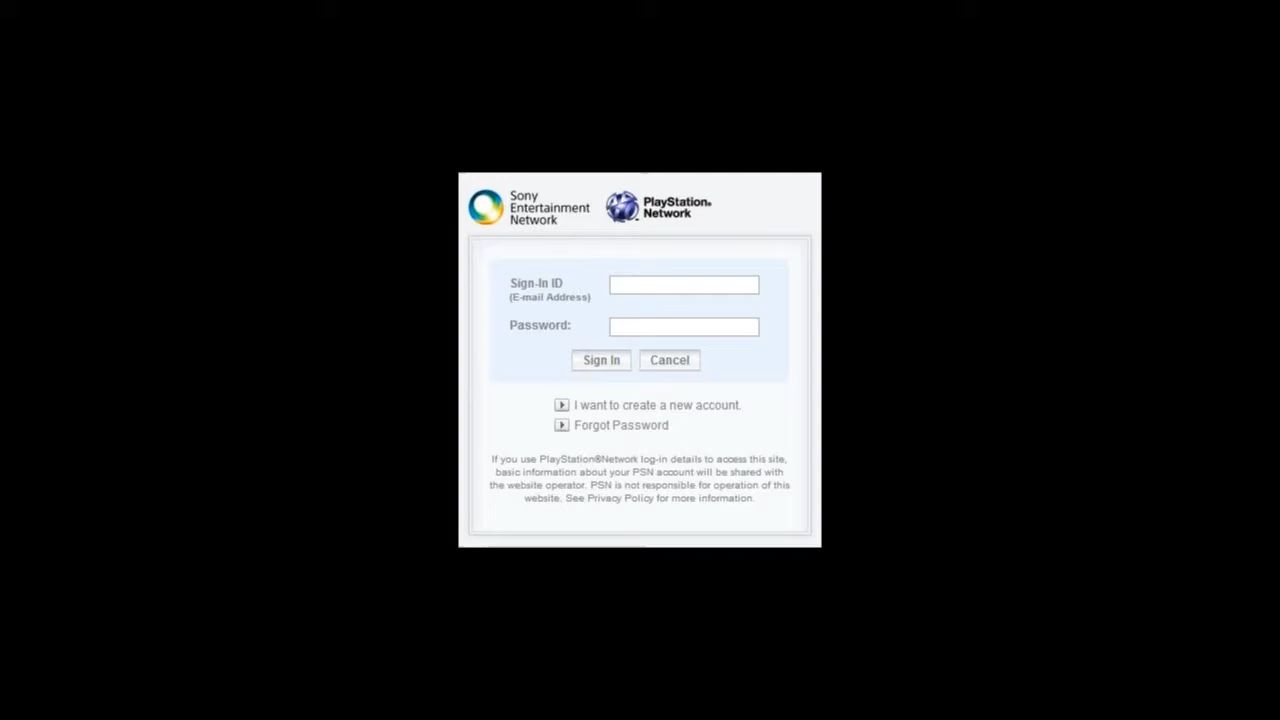 Sony
Entertainment
Network
PlayStation®
Network
Sign-In ID
(E-mail Address)
Password:
Sign In
Cancel
I want to create a new account.
Forgot Password
If you use PlayStation®Network log-in details to access this site,
basic information about your PSN account will be shared with
the website operator. PSN is not responsible for operation of this
website. See Privacy Policy for more information.